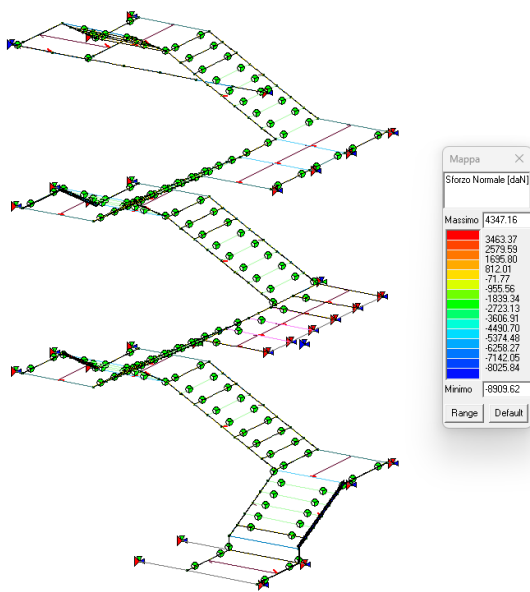 Mappa
Sforzo Normale [daN]
Massimo 4347.16
3463.37
2579.59
1695.80
812.01
-71.77
-955.56
-1839.34
-2723.13
-3606.91
-4490.70
-5374.48
-6258.27
-7142.05
-8025.84
Minimo -8909.62
Range Default